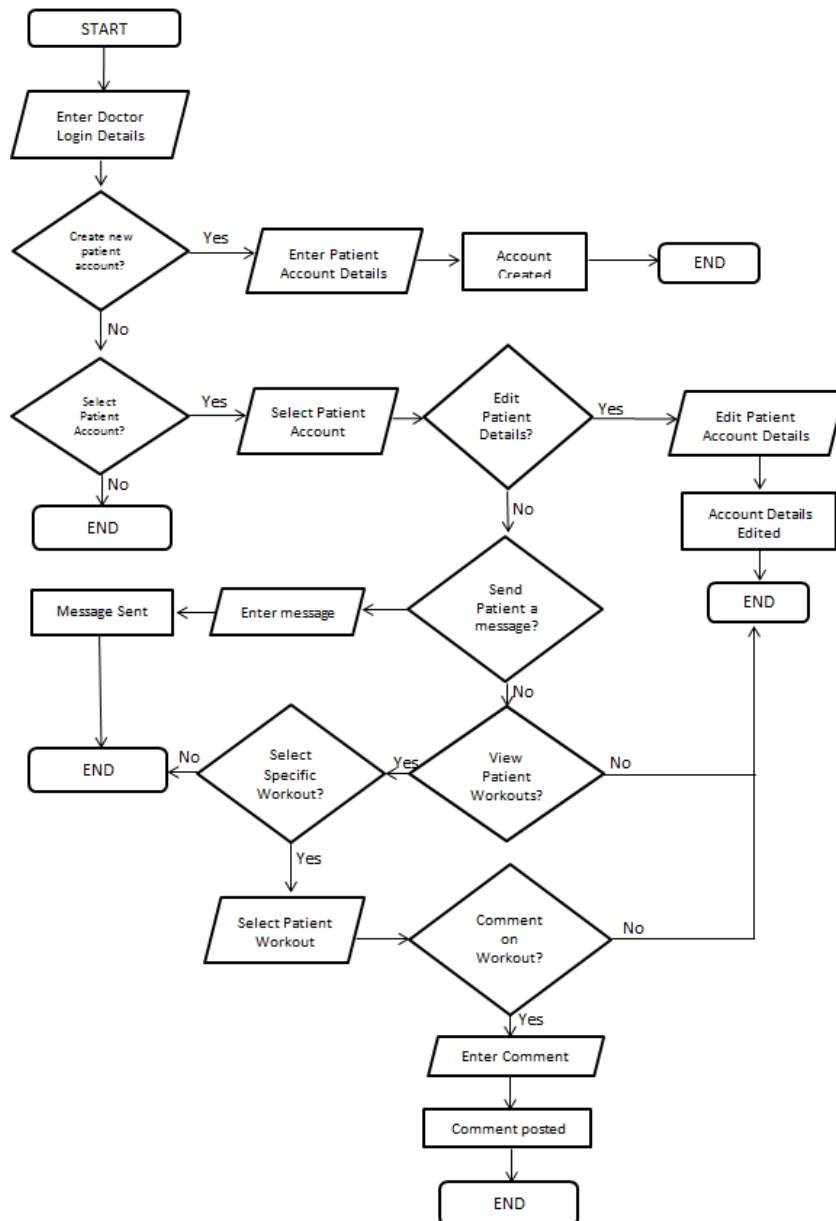 START
Enter Doctor
Login Details
Create new
patient
account?
Yes
Enter Patient
Account Details
Account
Created
END
No
Select
Patient
Account?
Yes
Select Patient
Account
Edit
Patient
Details?
Yes
Edit Patient
Account Details
No
END
No
Account Details
Edited
END
Send
Patient a
message?
Enter message
Message Sent
No
View
Patient
Workouts?
No
Yes
Select
Specific
Workout?
No
END
Yes
Select Patient
Workout
Comment
on
Workout?
No
Yes
Enter Comment
Comment posted
END